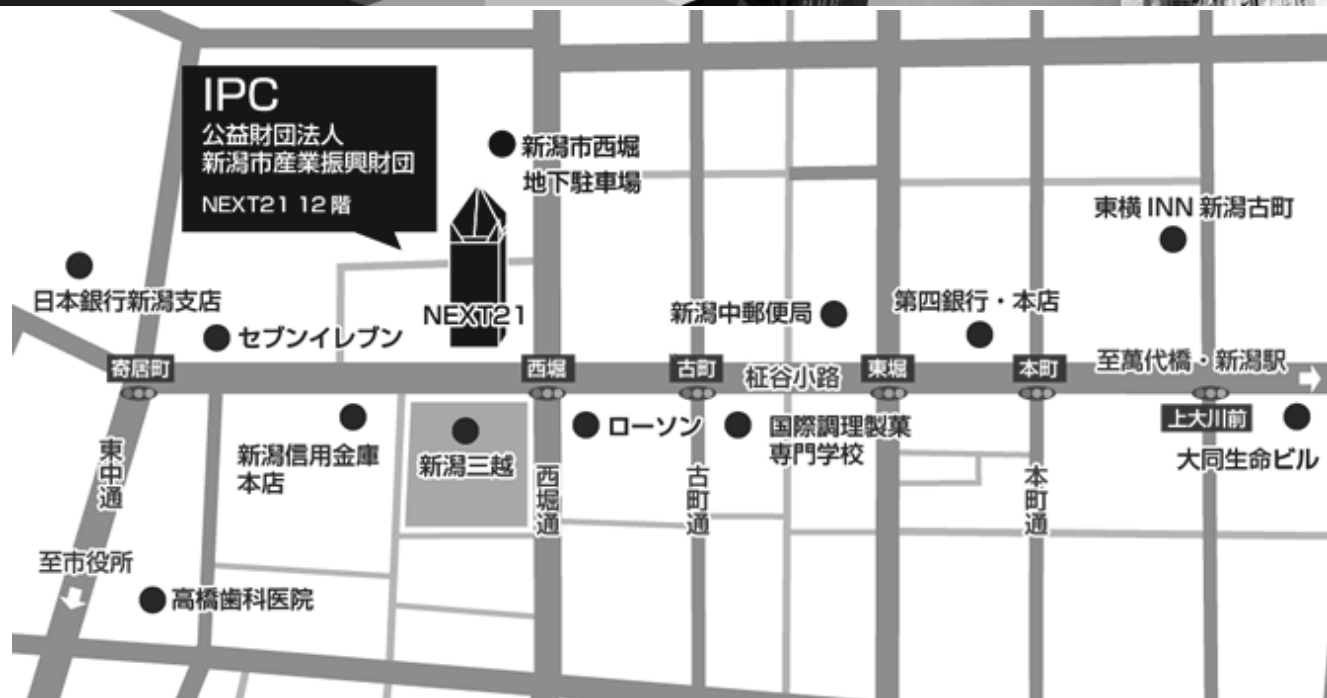 IPC
公益財団法人
新潟市産業振興財団
NEXT21 12階
新潟市西堀
地下駐車場
東横INN 新潟古町
日本銀行新潟支店
セブンイレブン
NEXT21
新潟中郵便局
第四銀行・本店
寄居町
西堀
古町
柾谷小路
東堀
本町
至萬代橋・新潟駅
上大川前
東中通
新潟信用金庫
本店
新潟三越
西堀通
ローソン
古町通
国際調理製菓
専門学校
本町通
大同生命ビル
至市役所
高橋歯科医院